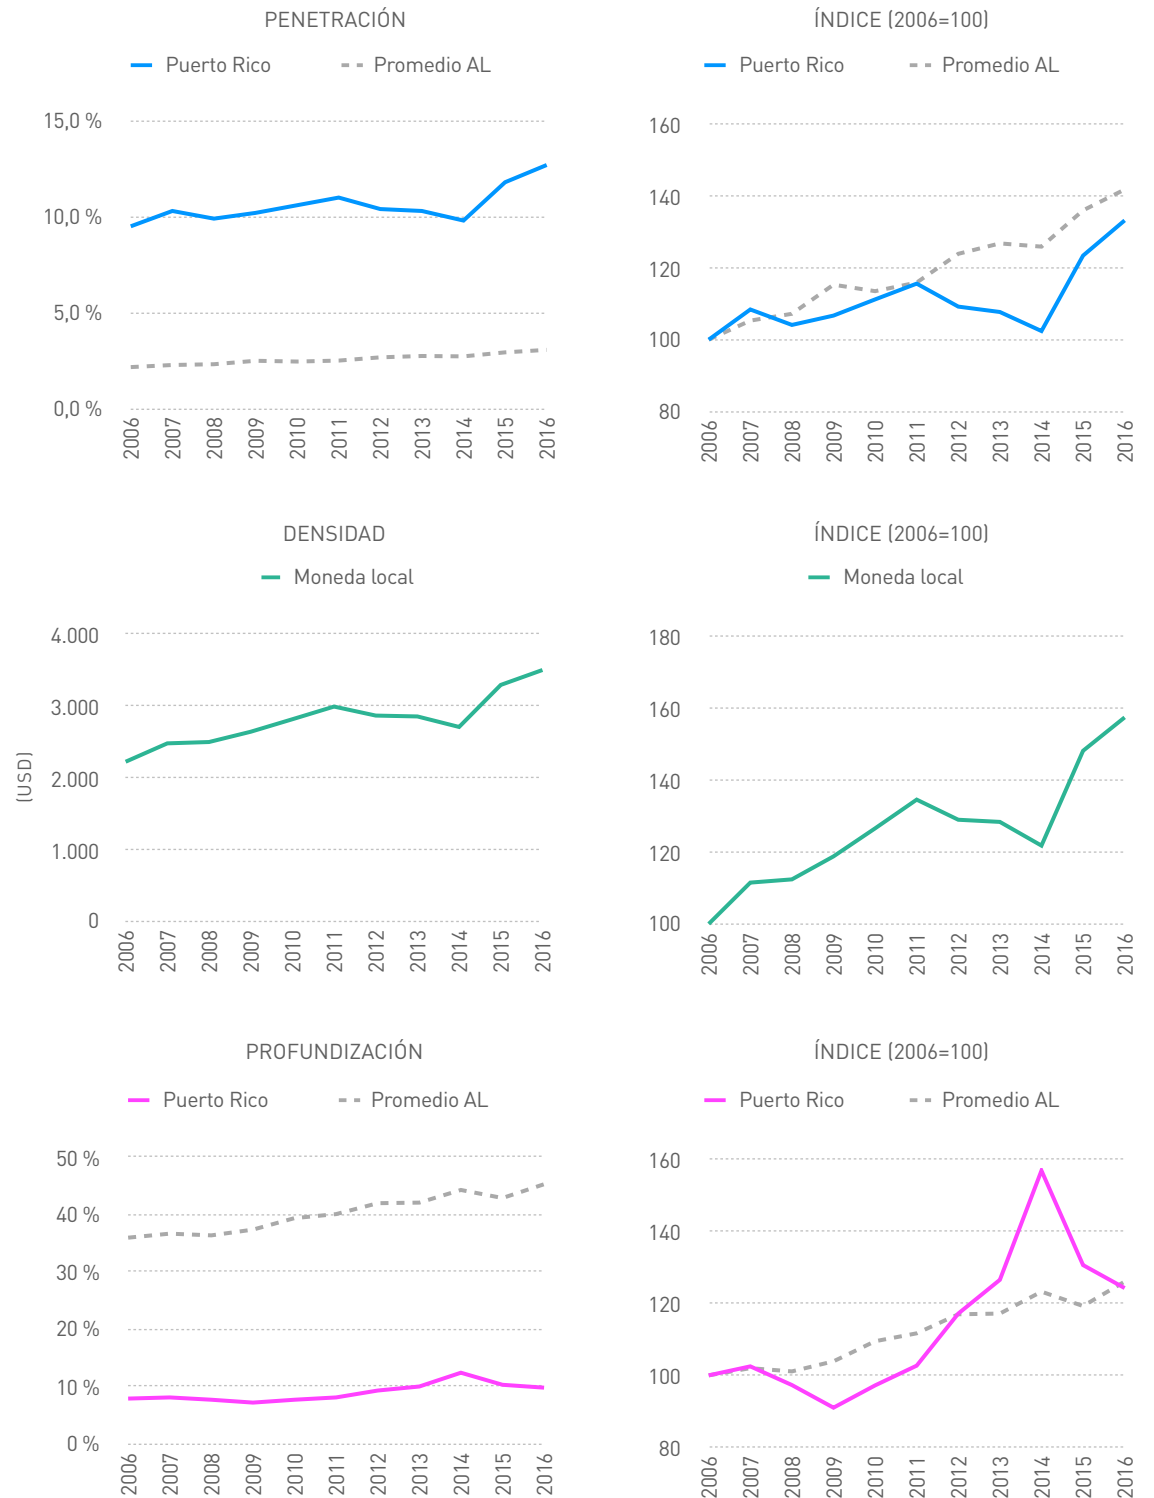 PENETRACIÓN
Puerto Rico
Promedio AL
15,0 %
10,0 %
5,0 %
0,0 %
2006 2007 2008 2009 2010 2011 2012 2013 2014 2015 2016
ÍNDICE (2006=100)
Puerto Rico
Promedio AL
160
140
120
100
80
2006 2007 2008 2009 2010 2011 2012 2013 2014 2015 2016
DENSIDAD
Moneda local
(USD)
4.000
3.000
2.000
1.000
0
2006 2007 2008 2009 2010 2011 2012 2013 2014 2015 2016
ÍNDICE (2006=100)
Moneda local
180
160
140
120
100
2006 2007 2008 2009 2010 2011 2012 2013 2014 2015 2016
PROFUNDIZACIÓN
Puerto Rico
Promedio AL
50 %
40 %
30 %
20 %
10 %
0 %
2006 2007 2008 2009 2010 2011 2012 2013 2014 2015 2016
ÍNDICE (2006=100)
Puerto Rico
Promedio AL
160
140
120
100
80
2006 2007 2008 2009 2010 2011 2012 2013 2014 2015 2016